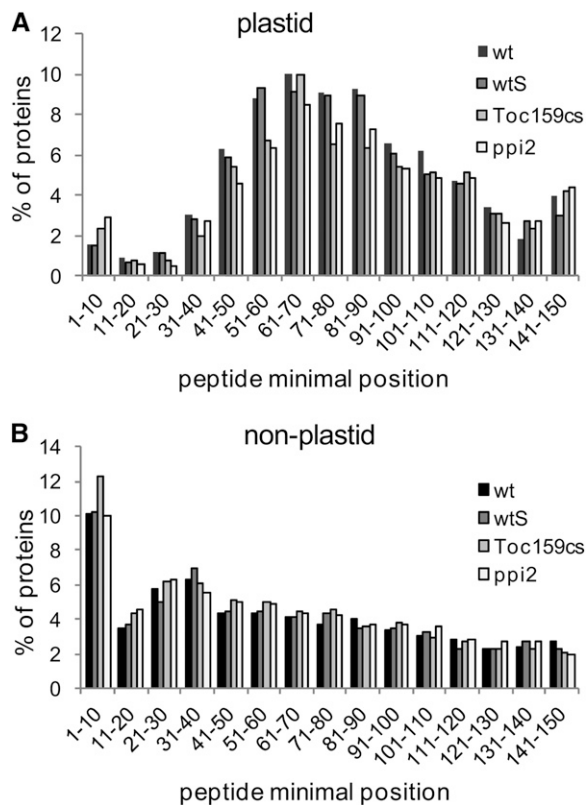 A
plastid
wt
wtS
Toc159cs
ppi2
% of proteins
12
10
8
6
4
2
0
1-10
11-20
21-30
31-40
41-50
51-60
61-70
71-80
81-90
91-100
101-110
111-120
121-130
131-140
141-150
peptide minimal position
B
non-plastid
wt
wtS
Toc159cs
ppi2
% of proteins
14
12
10
8
6
4
2
0
1-10
11-20
21-30
31-40
41-50
51-60
61-70
71-80
81-90
91-100
101-110
111-120
121-130
131-140
141-150
peptide minimal position